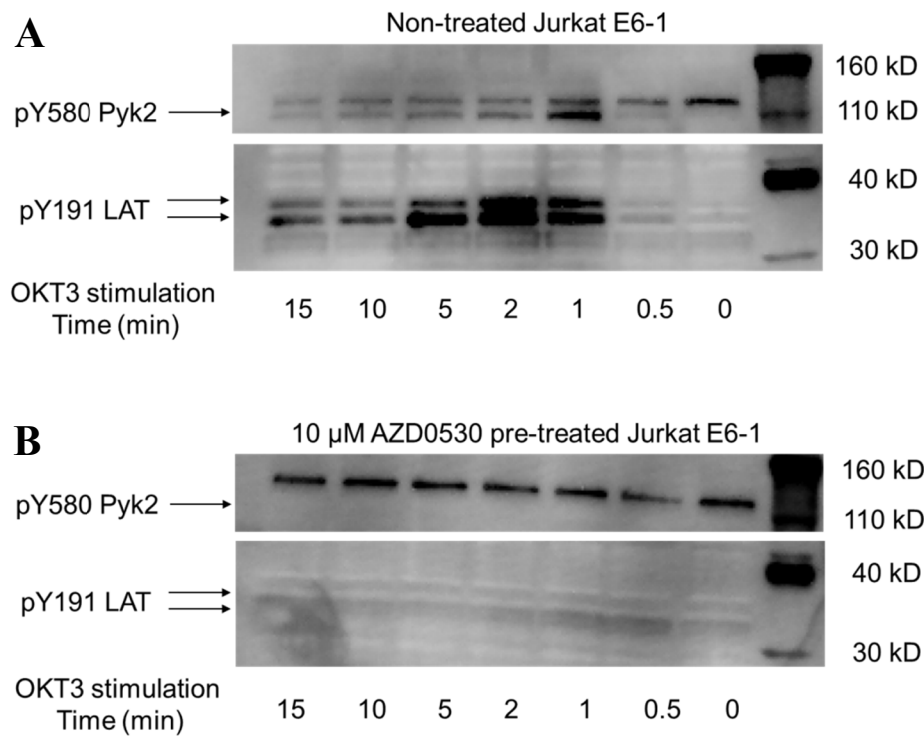 A
Non-treated Jurkat E6-1
pY580 Pyk2
160 kD
110 kD
pY191 LAT
40 kD
30 kD
OKT3 stimulation
Time (min)
15 10 5 2 1 0.5 0
B
10 µM AZD0530 pre-treated Jurkat E6-1
pY580 Pyk2
160 kD
110 kD
pY191 LAT
40 kD
30 kD
OKT3 stimulation
Time (min)
15 10 5 2 1 0.5 0